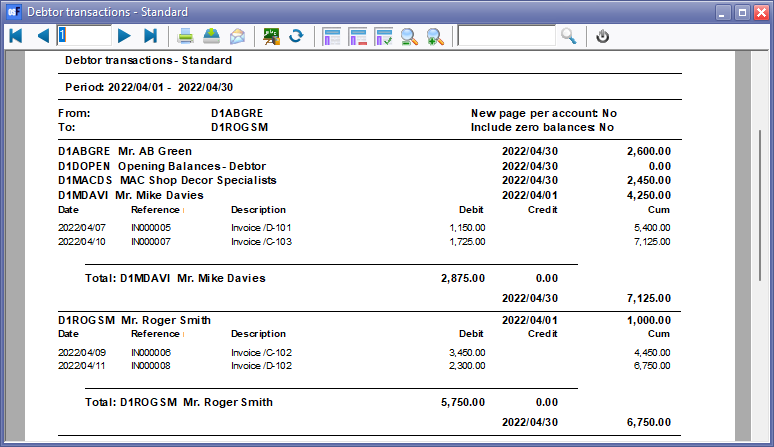 Debtor transactions - Standard
1
Debtor transactions - Standard
Period: 2022/04/01 - 2022/04/30
From: D1ABGRE New page per account: No
To: D1ROGSM Include zero balances: No
D1ABGRE Mr. AB Green 2022/04/30 2,600.00
D1DOPEN Opening Balances - Debtor 2022/04/30 0.00
D1MACDS MAC Shop Decor Specialists 2022/04/30 2,450.00
D1MDAVI Mr. Mike Davies 2022/04/01 4,250.00
Date Reference Description Debit Credit Cum
2022/04/07 IN000005 Invoice /D-101 1,150.00 5,400.00
2022/04/10 IN000007 Invoice /C-103 1,725.00 7,125.00
Total: D1MDAVI Mr. Mike Davies 2,875.00 0.00
2022/04/30 7,125.00
D1ROGSM Mr. Roger Smith 2022/04/01 1,000.00
Date Reference Description Debit Credit Cum
2022/04/09 IN000006 Invoice /C-102 3,450.00 4,450.00
2022/04/11 IN000008 Invoice /D-102 2,300.00 6,750.00
Total: D1ROGSM Mr. Roger Smith 5,750.00 0.00
2022/04/30 6,750.00